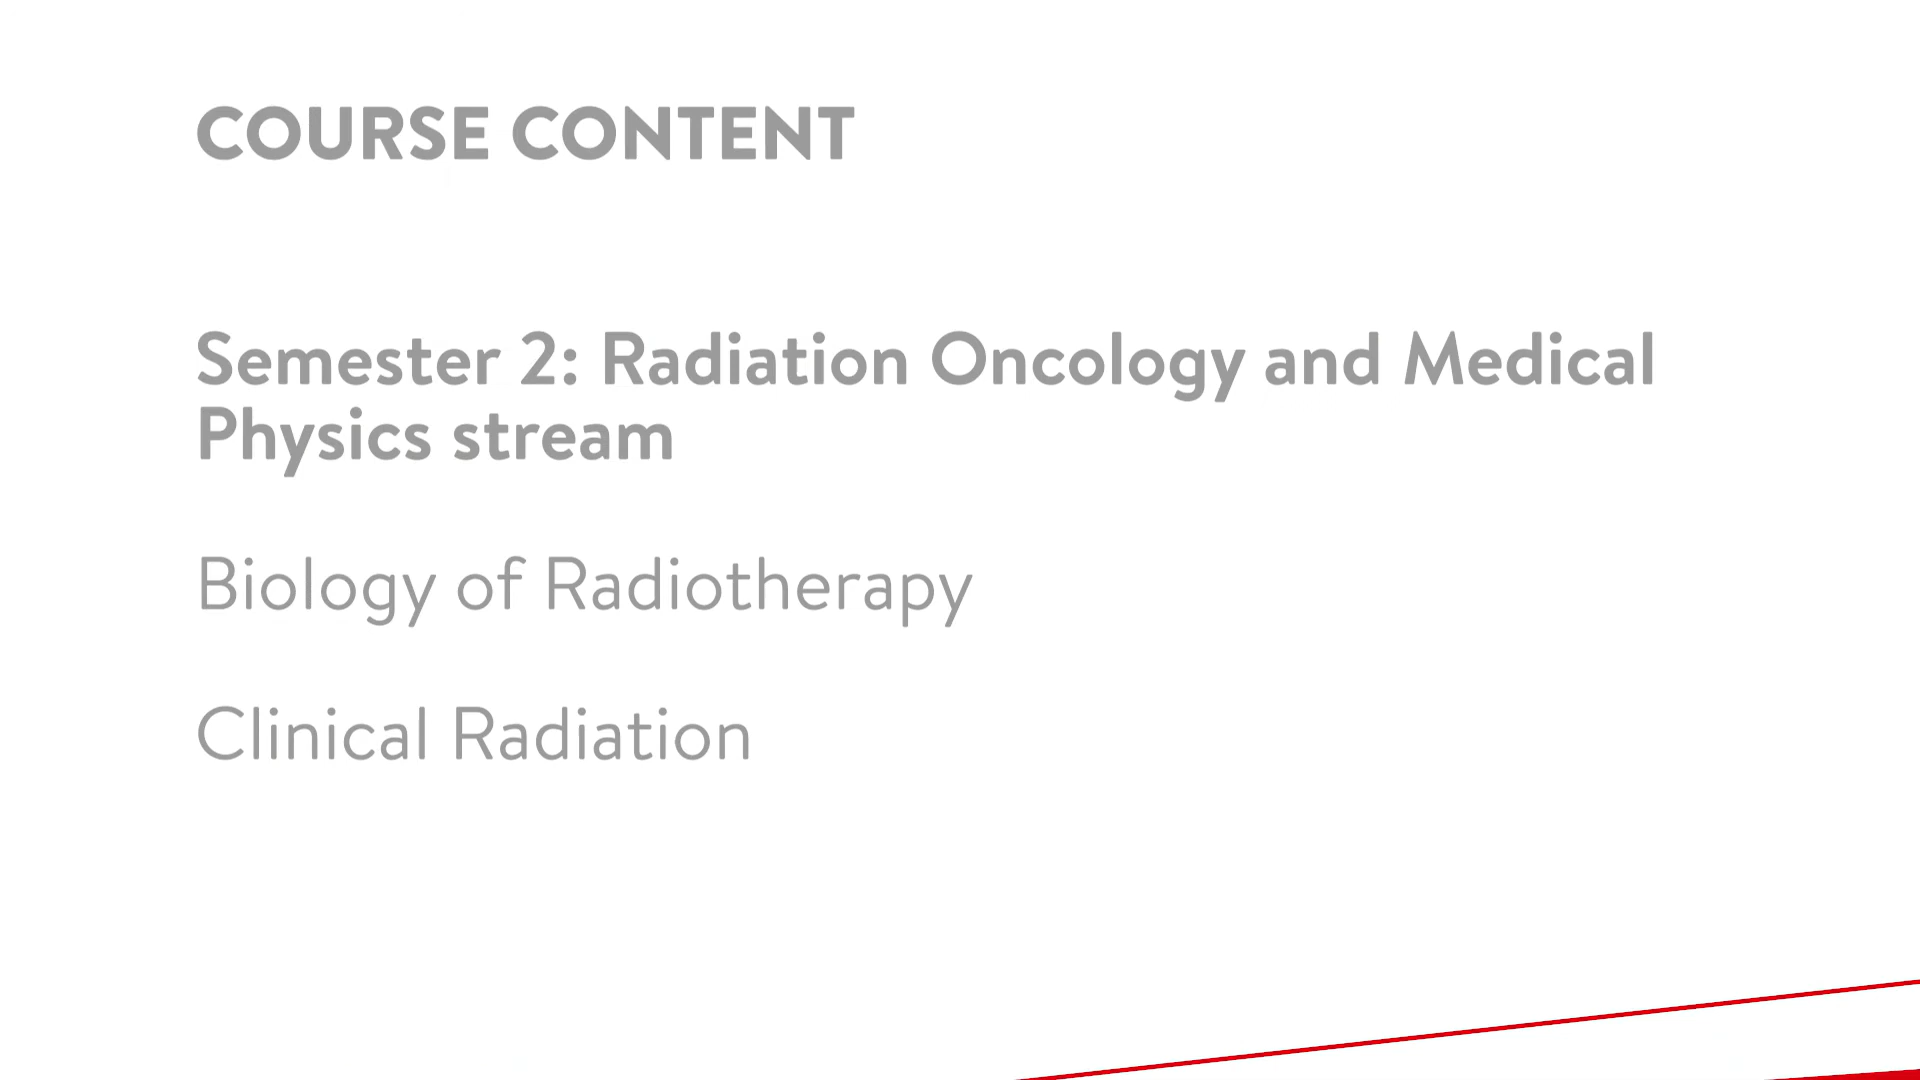 COURSE CONTENT
Semester 2: Radiation Oncology and Medical
Physics stream
Biology of Radiotherapy
Clinical Radiation